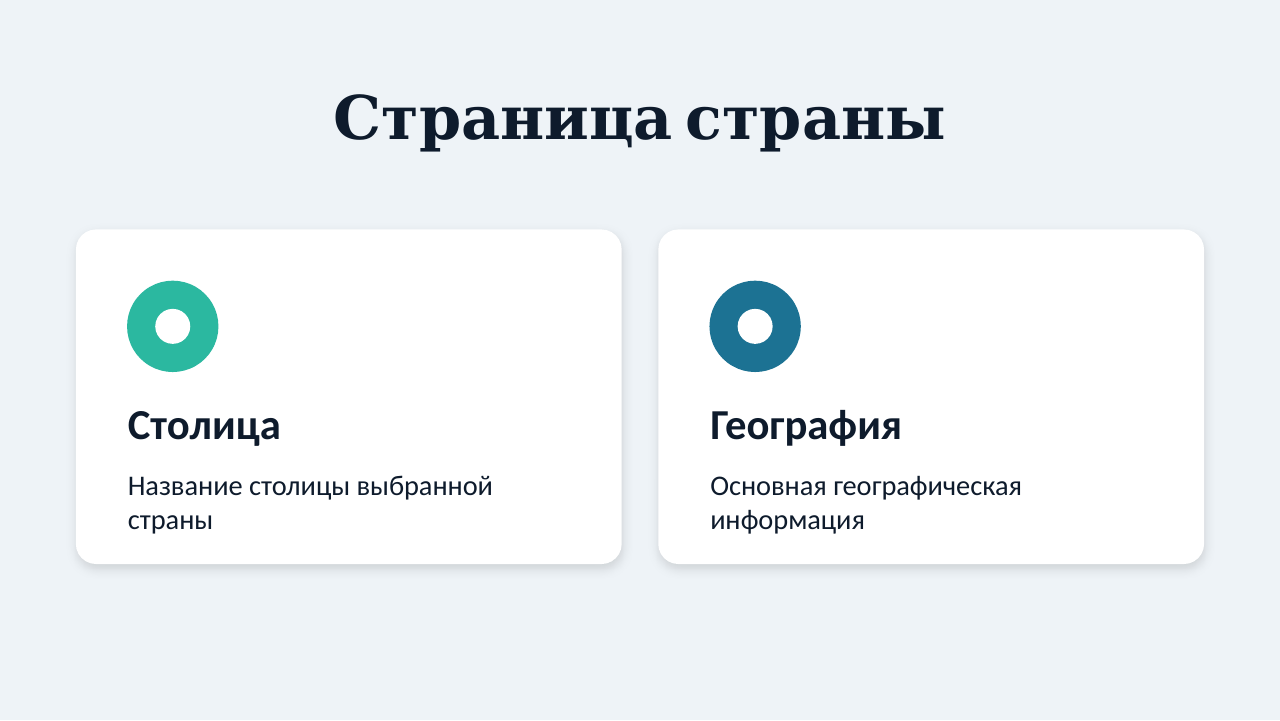 Страница страны
Столица
Название столицы выбранной
страны
География
Основная географическая
информация